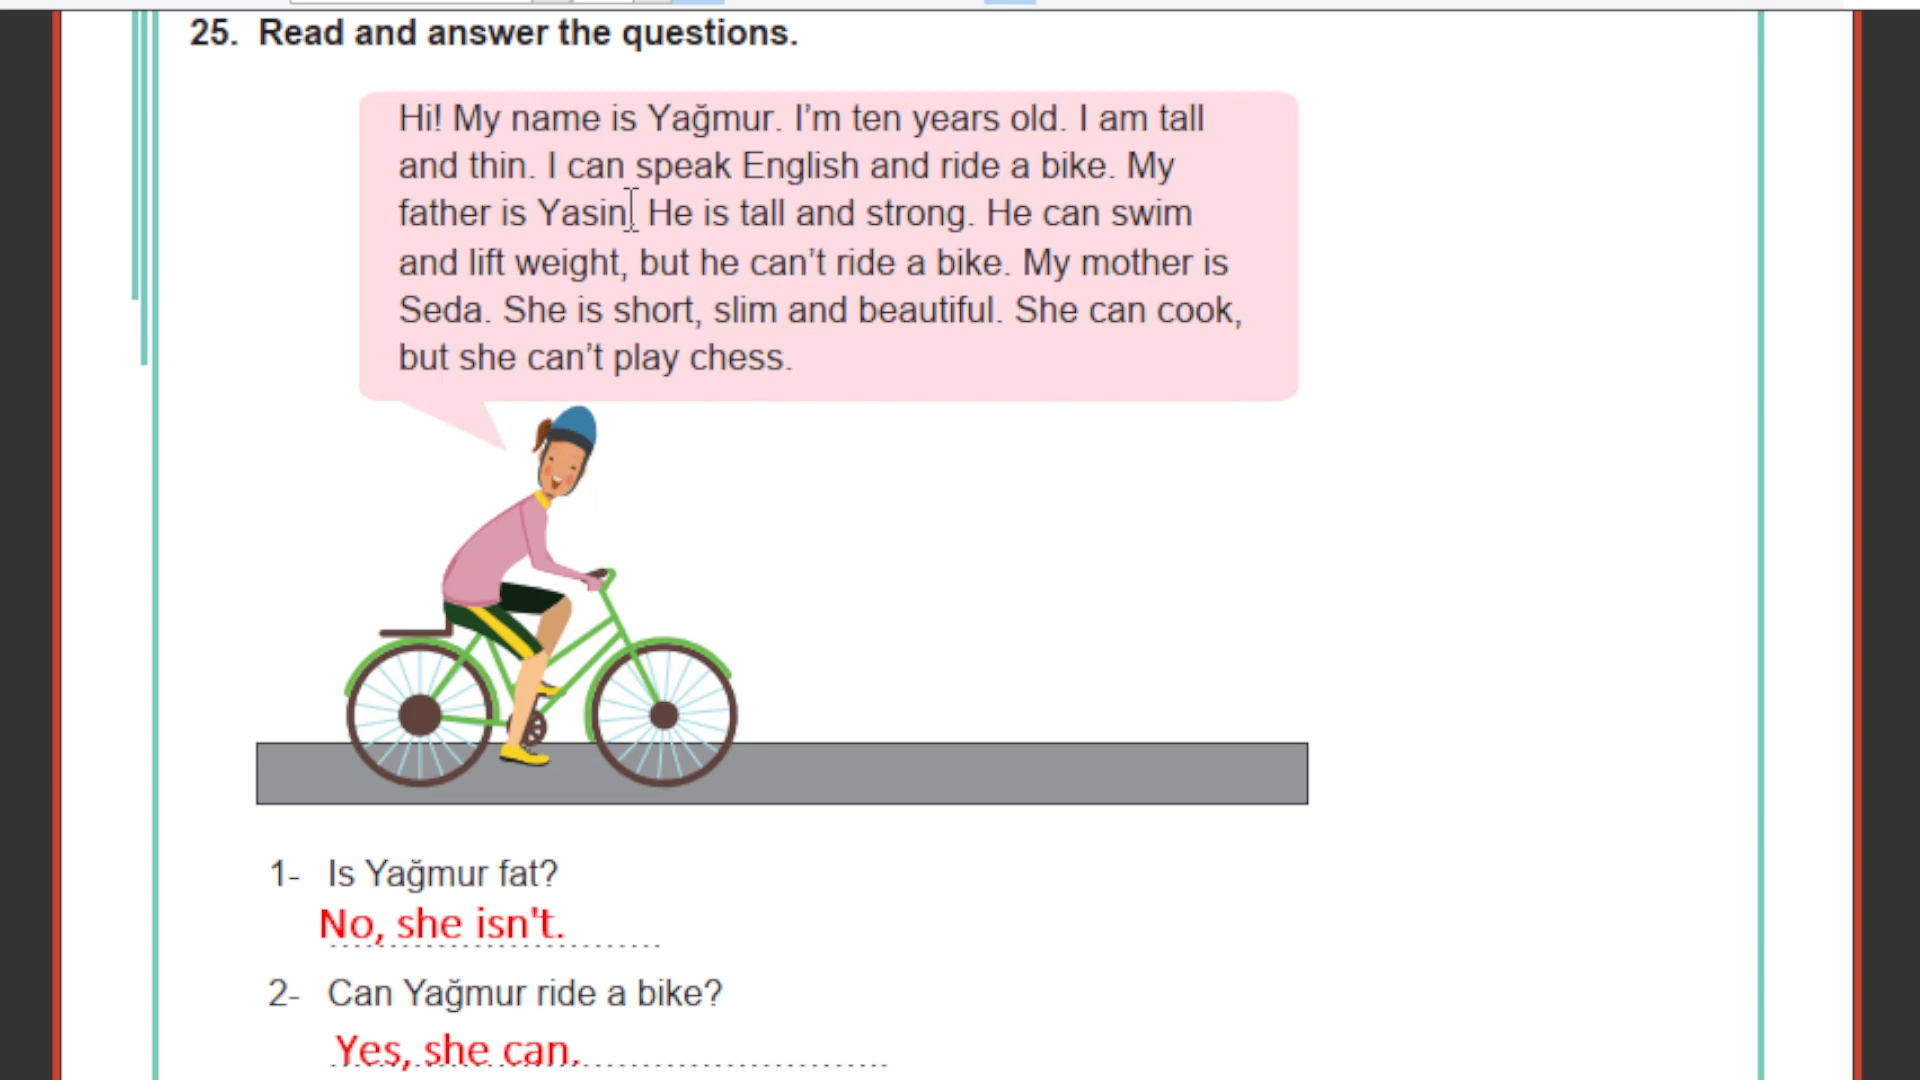 25. Read and answer the questions.
Hi! My name is Yağmur. I’m ten years old. I am tall
and thin. I can speak English and ride a bike. My
father is Yasin. He is tall and strong. He can swim
and lift weight, but he can’t ride a bike. My mother is
Seda. She is short, slim and beautiful. She can cook,
but she can’t play chess.
1- Is Yağmur fat?
No, she isn't.
2- Can Yağmur ride a bike?
Yes, she can.